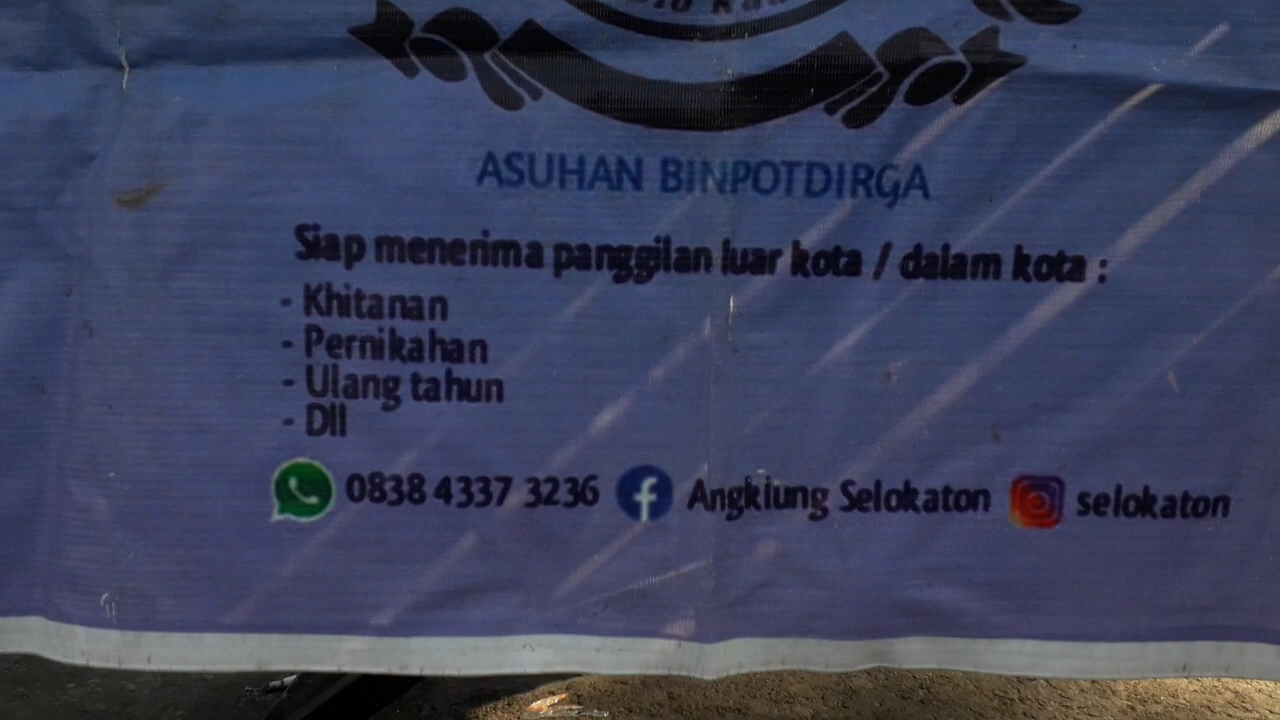 ASUHAN BINPOTDIRGA
Siap menerima panggilan luar kota / dalam kota :
- Khitanan
- Pernikahan
- Ulang tahun
- Dll
0838 4337 3236 Angklung Selokaton selokaton